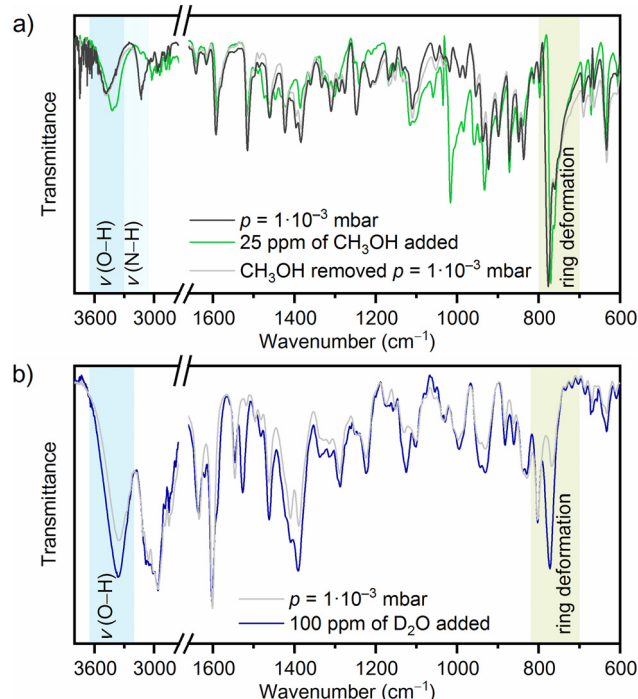 a)
Transmittance
ν(O–H)
ν(N–H)
p = 1·10⁻³ mbar
25 ppm of CH₃OH added
CH₃OH removed p = 1·10⁻³ mbar
ring deformation
3600 3000 1600 1400 1200 1000 800 600
Wavenumber (cm⁻¹)
b)
Transmittance
ν(O–H)
p = 1·10⁻³ mbar
100 ppm of D₂O added
ring deformation
3600 3000 1600 1400 1200 1000 800 600
Wavenumber (cm⁻¹)